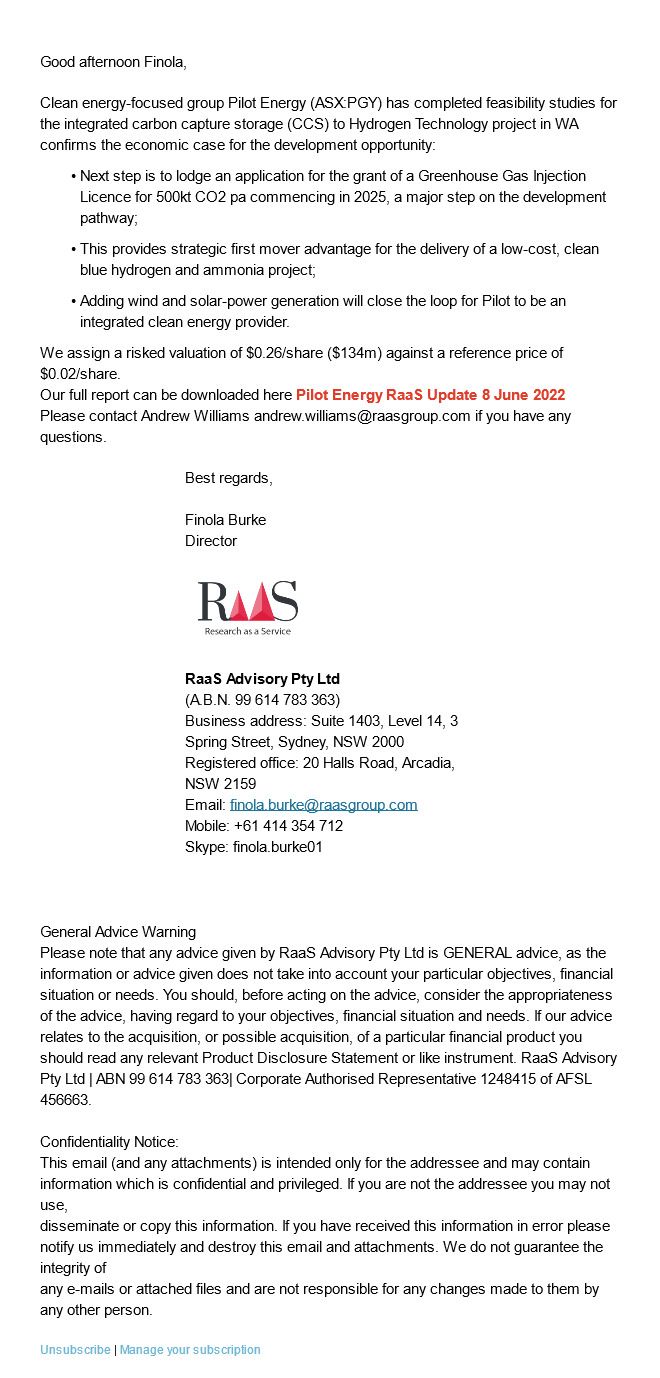 Good afternoon Finola,
Clean energy-focused group Pilot Energy (ASX:PGY) has completed feasibility studies for
the integrated carbon capture storage (CCS) to Hydrogen Technology project in WA
confirms the economic case for the development opportunity:
• Next step is to lodge an application for the grant of a Greenhouse Gas Injection
Licence for 500kt CO2 pa commencing in 2025, a major step on the development
pathway;
• This provides strategic first mover advantage for the delivery of a low-cost, clean
blue hydrogen and ammonia project;
• Adding wind and solar-power generation will close the loop for Pilot to be an
integrated clean energy provider.
We assign a risked valuation of $0.26/share ($134m) against a reference price of
$0.02/share.
Our full report can be downloaded here Pilot Energy RaaS Update 8 June 2022
Please contact Andrew Williams andrew.williams@raasgroup.com if you have any
questions.
Best regards,
Finola Burke
Director
RaaS
Research as a Service
RaaS Advisory Pty Ltd
(A.B.N. 99 614 783 363)
Business address: Suite 1403, Level 14, 3
Spring Street, Sydney, NSW 2000
Registered office: 20 Halls Road, Arcadia,
NSW 2159
Email: finola.burke@raasgroup.com
Mobile: +61 414 354 712
Skype: finola.burke01
General Advice Warning
Please note that any advice given by RaaS Advisory Pty Ltd is GENERAL advice, as the
information or advice given does not take into account your particular objectives, financial
situation or needs. You should, before acting on the advice, consider the appropriateness
of the advice, having regard to your objectives, financial situation and needs. If our advice
relates to the acquisition, or possible acquisition, of a particular financial product you
should read any relevant Product Disclosure Statement or like instrument. RaaS Advisory
Pty Ltd | ABN 99 614 783 363| Corporate Authorised Representative 1248415 of AFSL
456663.
Confidentiality Notice:
This email (and any attachments) is intended only for the addressee and may contain
information which is confidential and privileged. If you are not the addressee you may not
use,
disseminate or copy this information. If you have received this information in error please
notify us immediately and destroy this email and attachments. We do not guarantee the
integrity of
any e-mails or attached files and are not responsible for any changes made to them by
any other person.
Unsubscribe | Manage your subscription